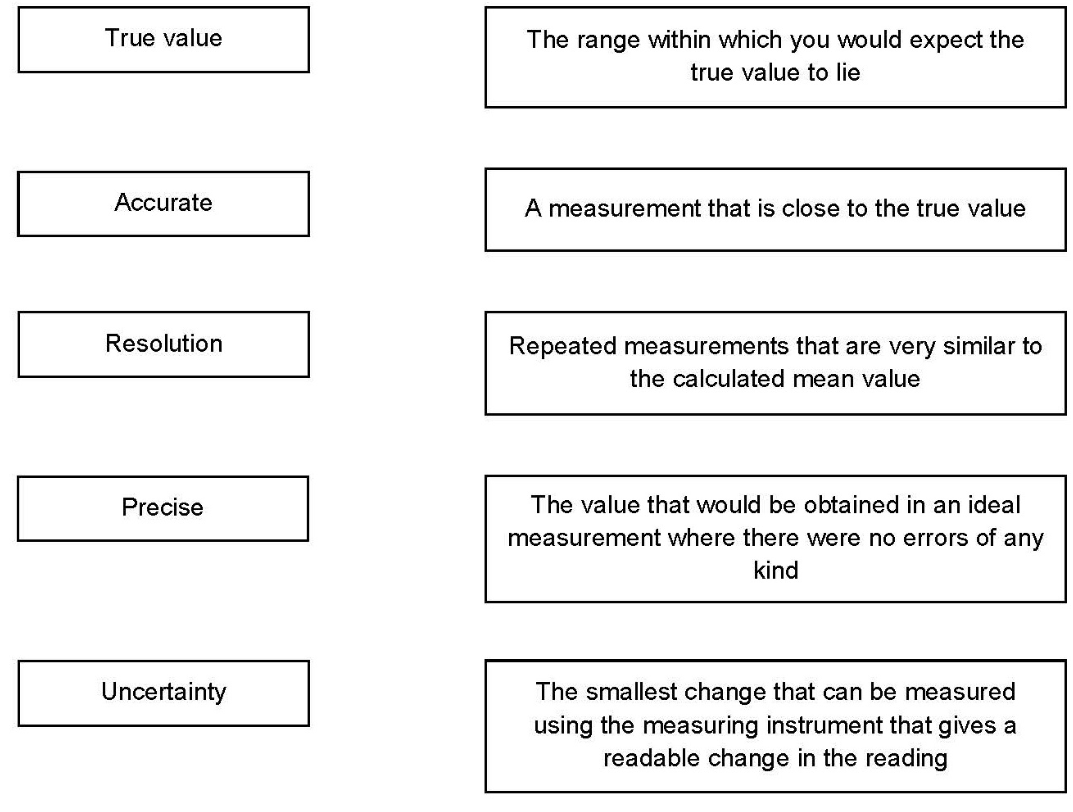 True value
The range within which you would expect the
true value to lie
Accurate
A measurement that is close to the true value
Resolution
Repeated measurements that are very similar to
the calculated mean value
Precise
The value that would be obtained in an ideal
measurement where there were no errors of any
kind
Uncertainty
The smallest change that can be measured
using the measuring instrument that gives a
readable change in the reading